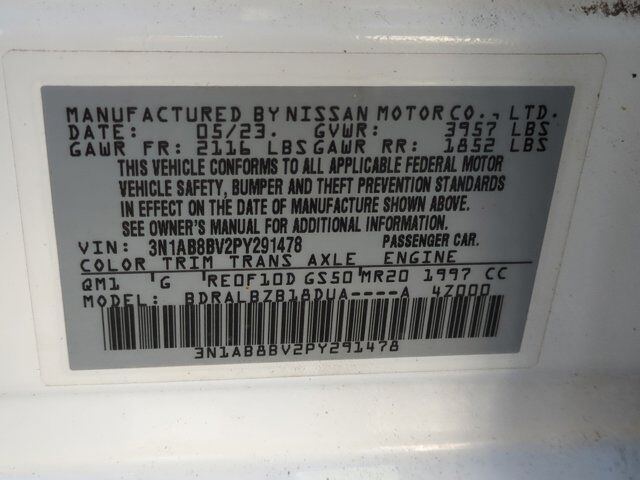 MANUFACTURED BY NISSAN MOTOR CO., LTD.
DATE: 05/23. GVWR: 3957 LBS
GAWR FR: 2116 LBS GAWR RR: 1852 LBS
THIS VEHICLE CONFORMS TO ALL APPLICABLE FEDERAL MOTOR
VEHICLE SAFETY, BUMPER AND THEFT PREVENTION STANDARDS
IN EFFECT ON THE DATE OF MANUFACTURE SHOWN ABOVE.
SEE OWNER'S MANUAL FOR ADDITIONAL INFORMATION.
VIN: 3N1AB8BV2PY291478 PASSENGER CAR.
COLOR TRIM TRANS AXLE ENGINE
QM1 G RE0F10D GS50 MR20 1997 CC
MODEL: BDRALBZB18DUA----A 4Z000
3N1AB8BV2PY291478